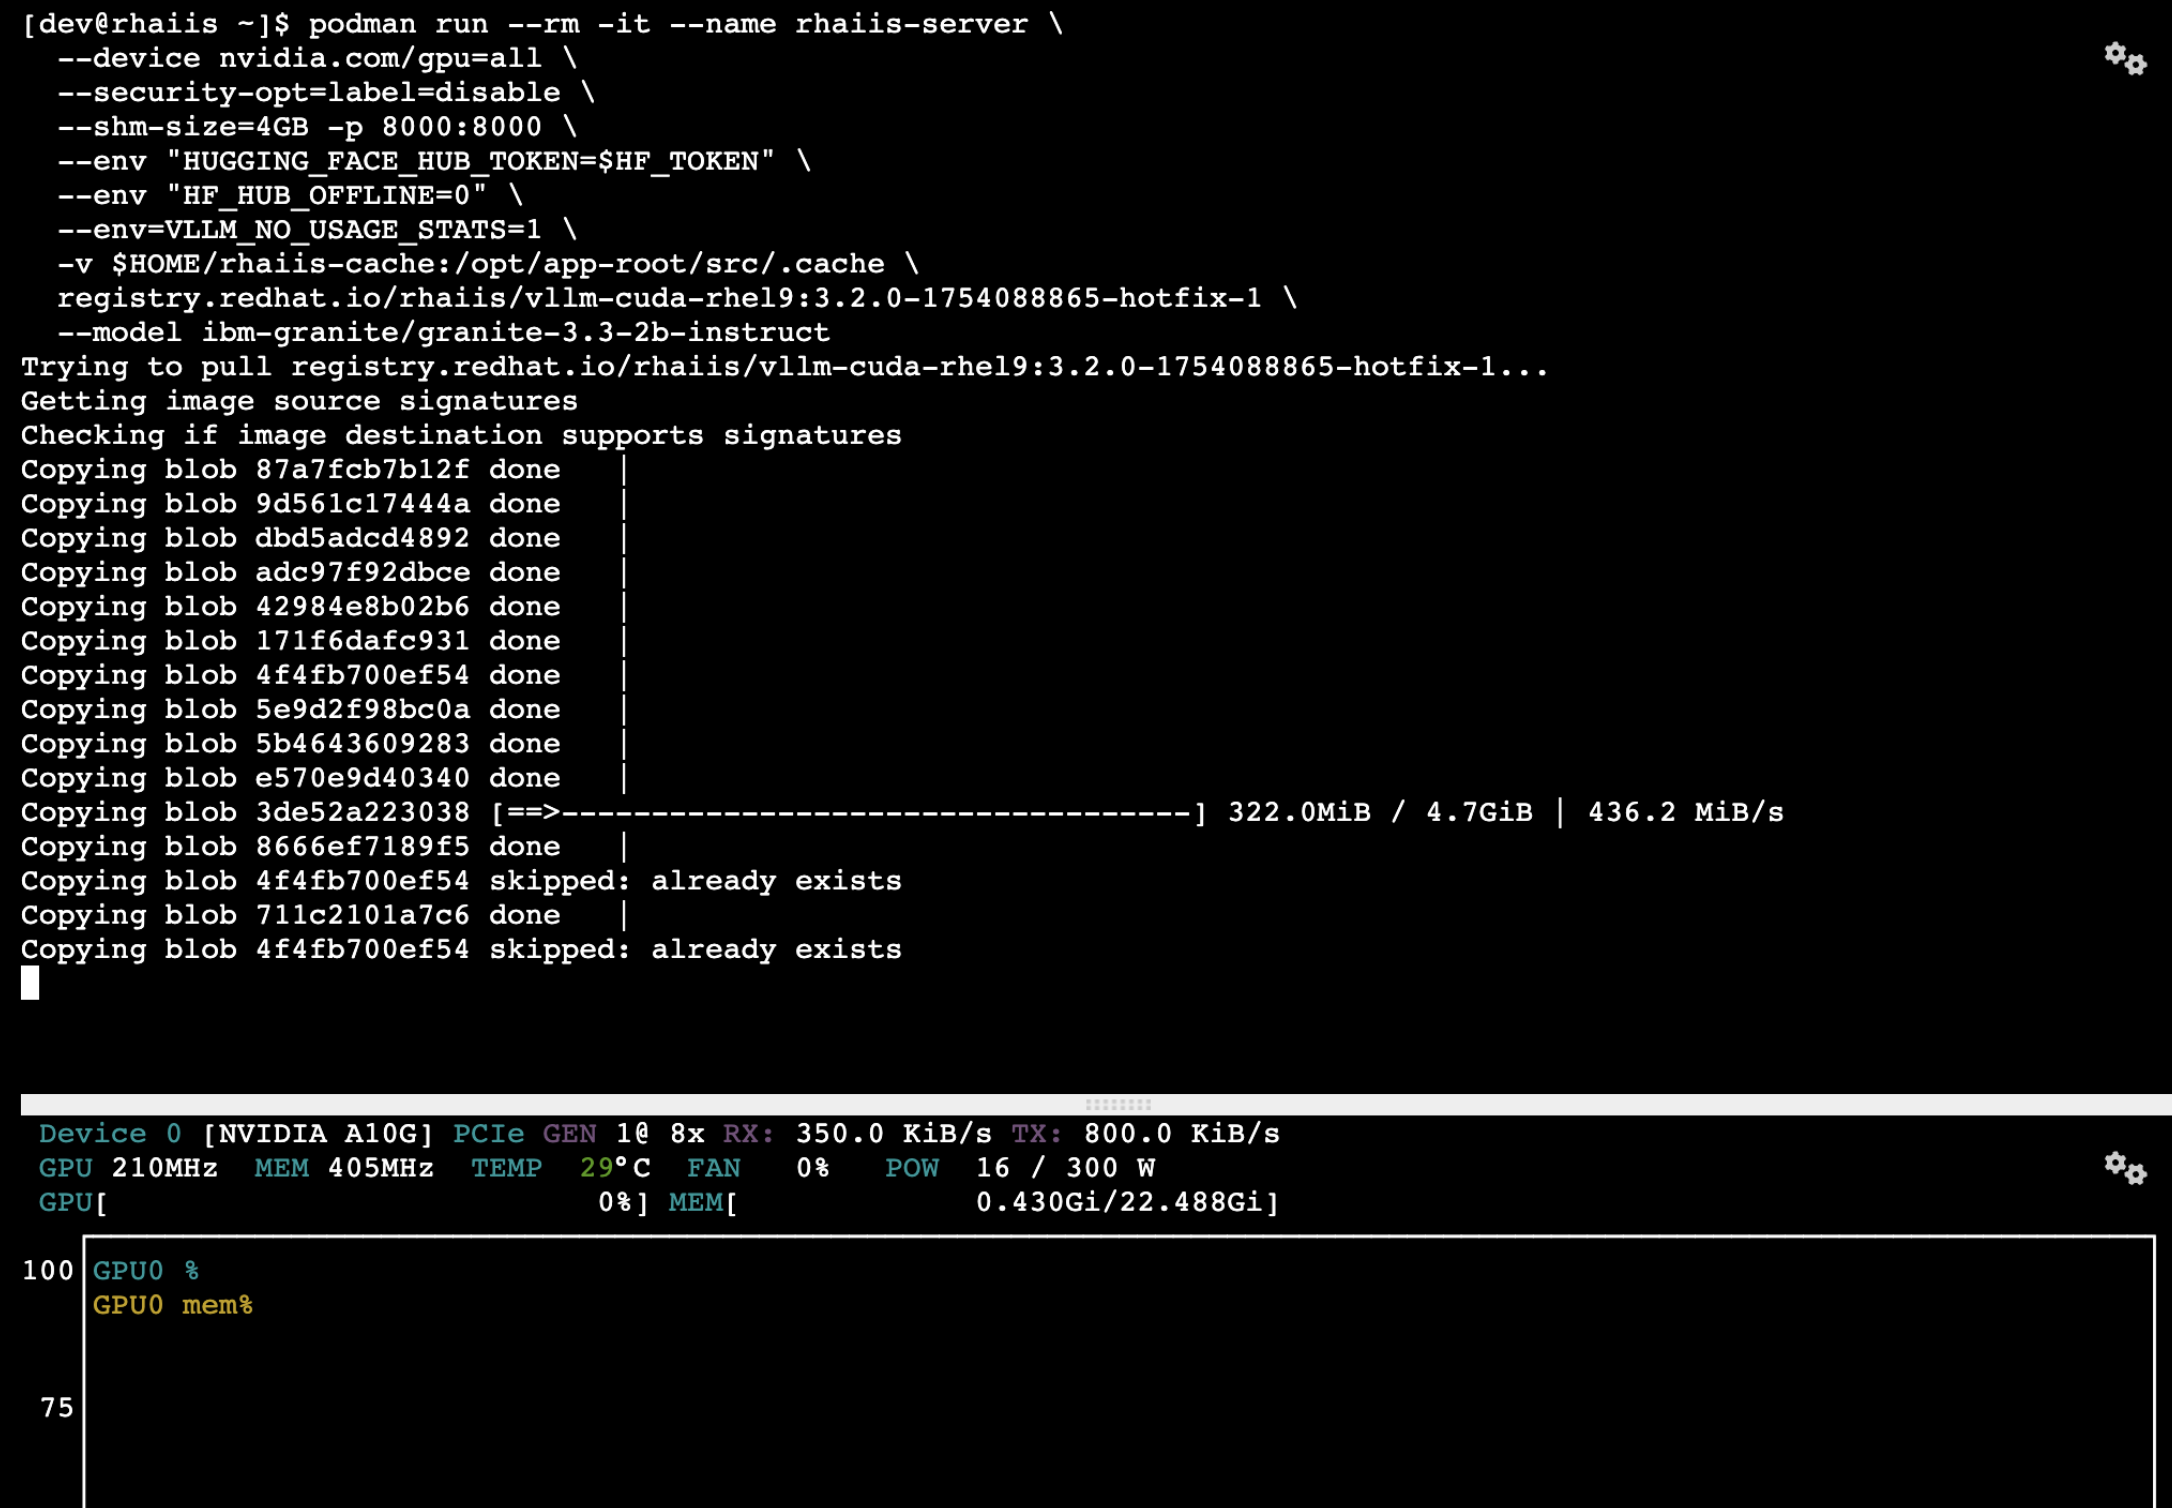 [dev@rhaiis ~]$ podman run --rm -it --name rhaiis-server \
--device nvidia.com/gpu=all \
--security-opt=label=disable \
--shm-size=4GB -p 8000:8000 \
--env "HUGGING_FACE_HUB_TOKEN=$HF_TOKEN" \
--env "HF_HUB_OFFLINE=0" \
--env=VLLM_NO_USAGE_STATS=1 \
-v $HOME/rhaiis-cache:/opt/app-root/src/.cache \
registry.redhat.io/rhaiis/vllm-cuda-rhel9:3.2.0-1754088865-hotfix-1 \
--model ibm-granite/granite-3.3-2b-instruct
Trying to pull registry.redhat.io/rhaiis/vllm-cuda-rhel9:3.2.0-1754088865-hotfix-1...
Getting image source signatures
Checking if image destination supports signatures
Copying blob 87a7fcb7b12f done |
Copying blob 9d561c17444a done |
Copying blob dbd5adcd4892 done |
Copying blob adc97f92dbce done |
Copying blob 42984e8b02b6 done |
Copying blob 171f6dafc931 done |
Copying blob 4f4fb700ef54 done |
Copying blob 5e9d2f98bc0a done |
Copying blob 5b4643609283 done |
Copying blob e570e9d40340 done |
Copying blob 3de52a223038 [==>-----------------------------------] 322.0MiB / 4.7GiB | 436.2 MiB/s
Copying blob 8666ef7189f5 done |
Copying blob 4f4fb700ef54 skipped: already exists
Copying blob 711c2101a7c6 done |
Copying blob 4f4fb700ef54 skipped: already exists
Device 0 [NVIDIA A10G] PCIe GEN 1@ 8x RX: 350.0 KiB/s TX: 800.0 KiB/s
GPU 210MHz MEM 405MHz TEMP 29°C FAN 0% POW 16 / 300 W
GPU[ 0%] MEM[ 0.430Gi/22.488Gi]
100 GPU0 %
GPU0 mem%
75